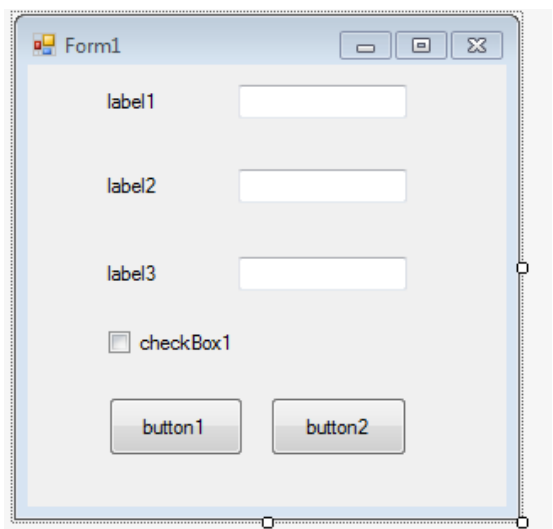 Form1
label1
label2
label3
checkBox1
button1 button2